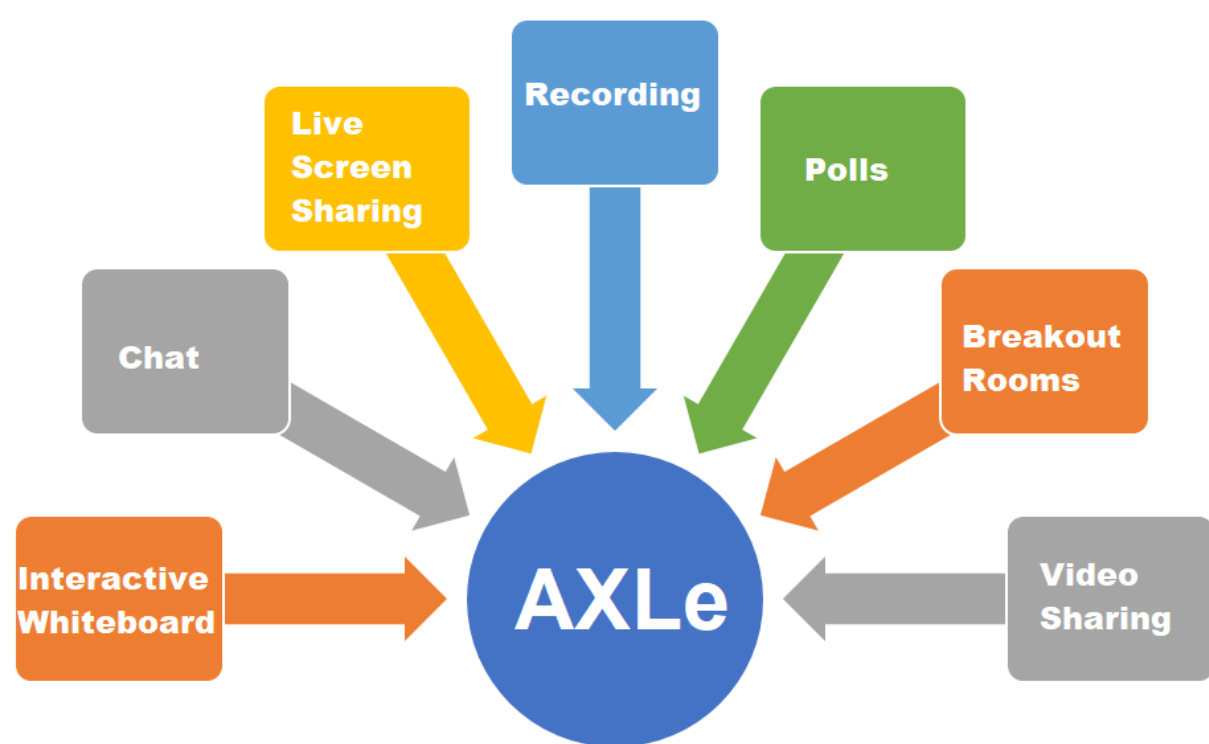 Recording
Live
Screen
Sharing
Polls
Chat
Breakout
Rooms
Interactive
Whiteboard
AXLe
Video
Sharing